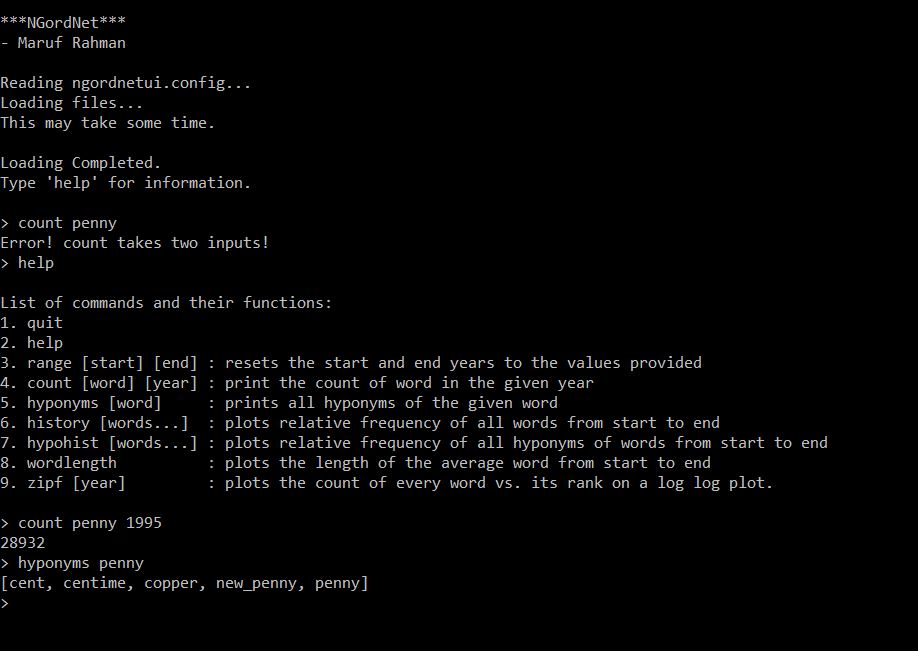 ***NGordNet***
- Maruf Rahman
Reading ngordnetui.config...
Loading files...
This may take some time.
Loading Completed.
Type 'help' for information.
> count penny
Error! count takes two inputs!
> help
List of commands and their functions:
1. quit
2. help
3. range [start] [end] : resets the start and end years to the values provided
4. count [word] [year] : print the count of word in the given year
5. hyponyms [word]     : prints all hyponyms of the given word
6. history [words...]  : plots relative frequency of all words from start to end
7. hypohist [words...] : plots relative frequency of all hyponyms of words from start to end
8. wordlength          : plots the length of the average word from start to end
9. zipf [year]         : plots the count of every word vs. its rank on a log log plot.
> count penny 1995
28932
> hyponyms penny
[cent, centime, copper, new_penny, penny]
>